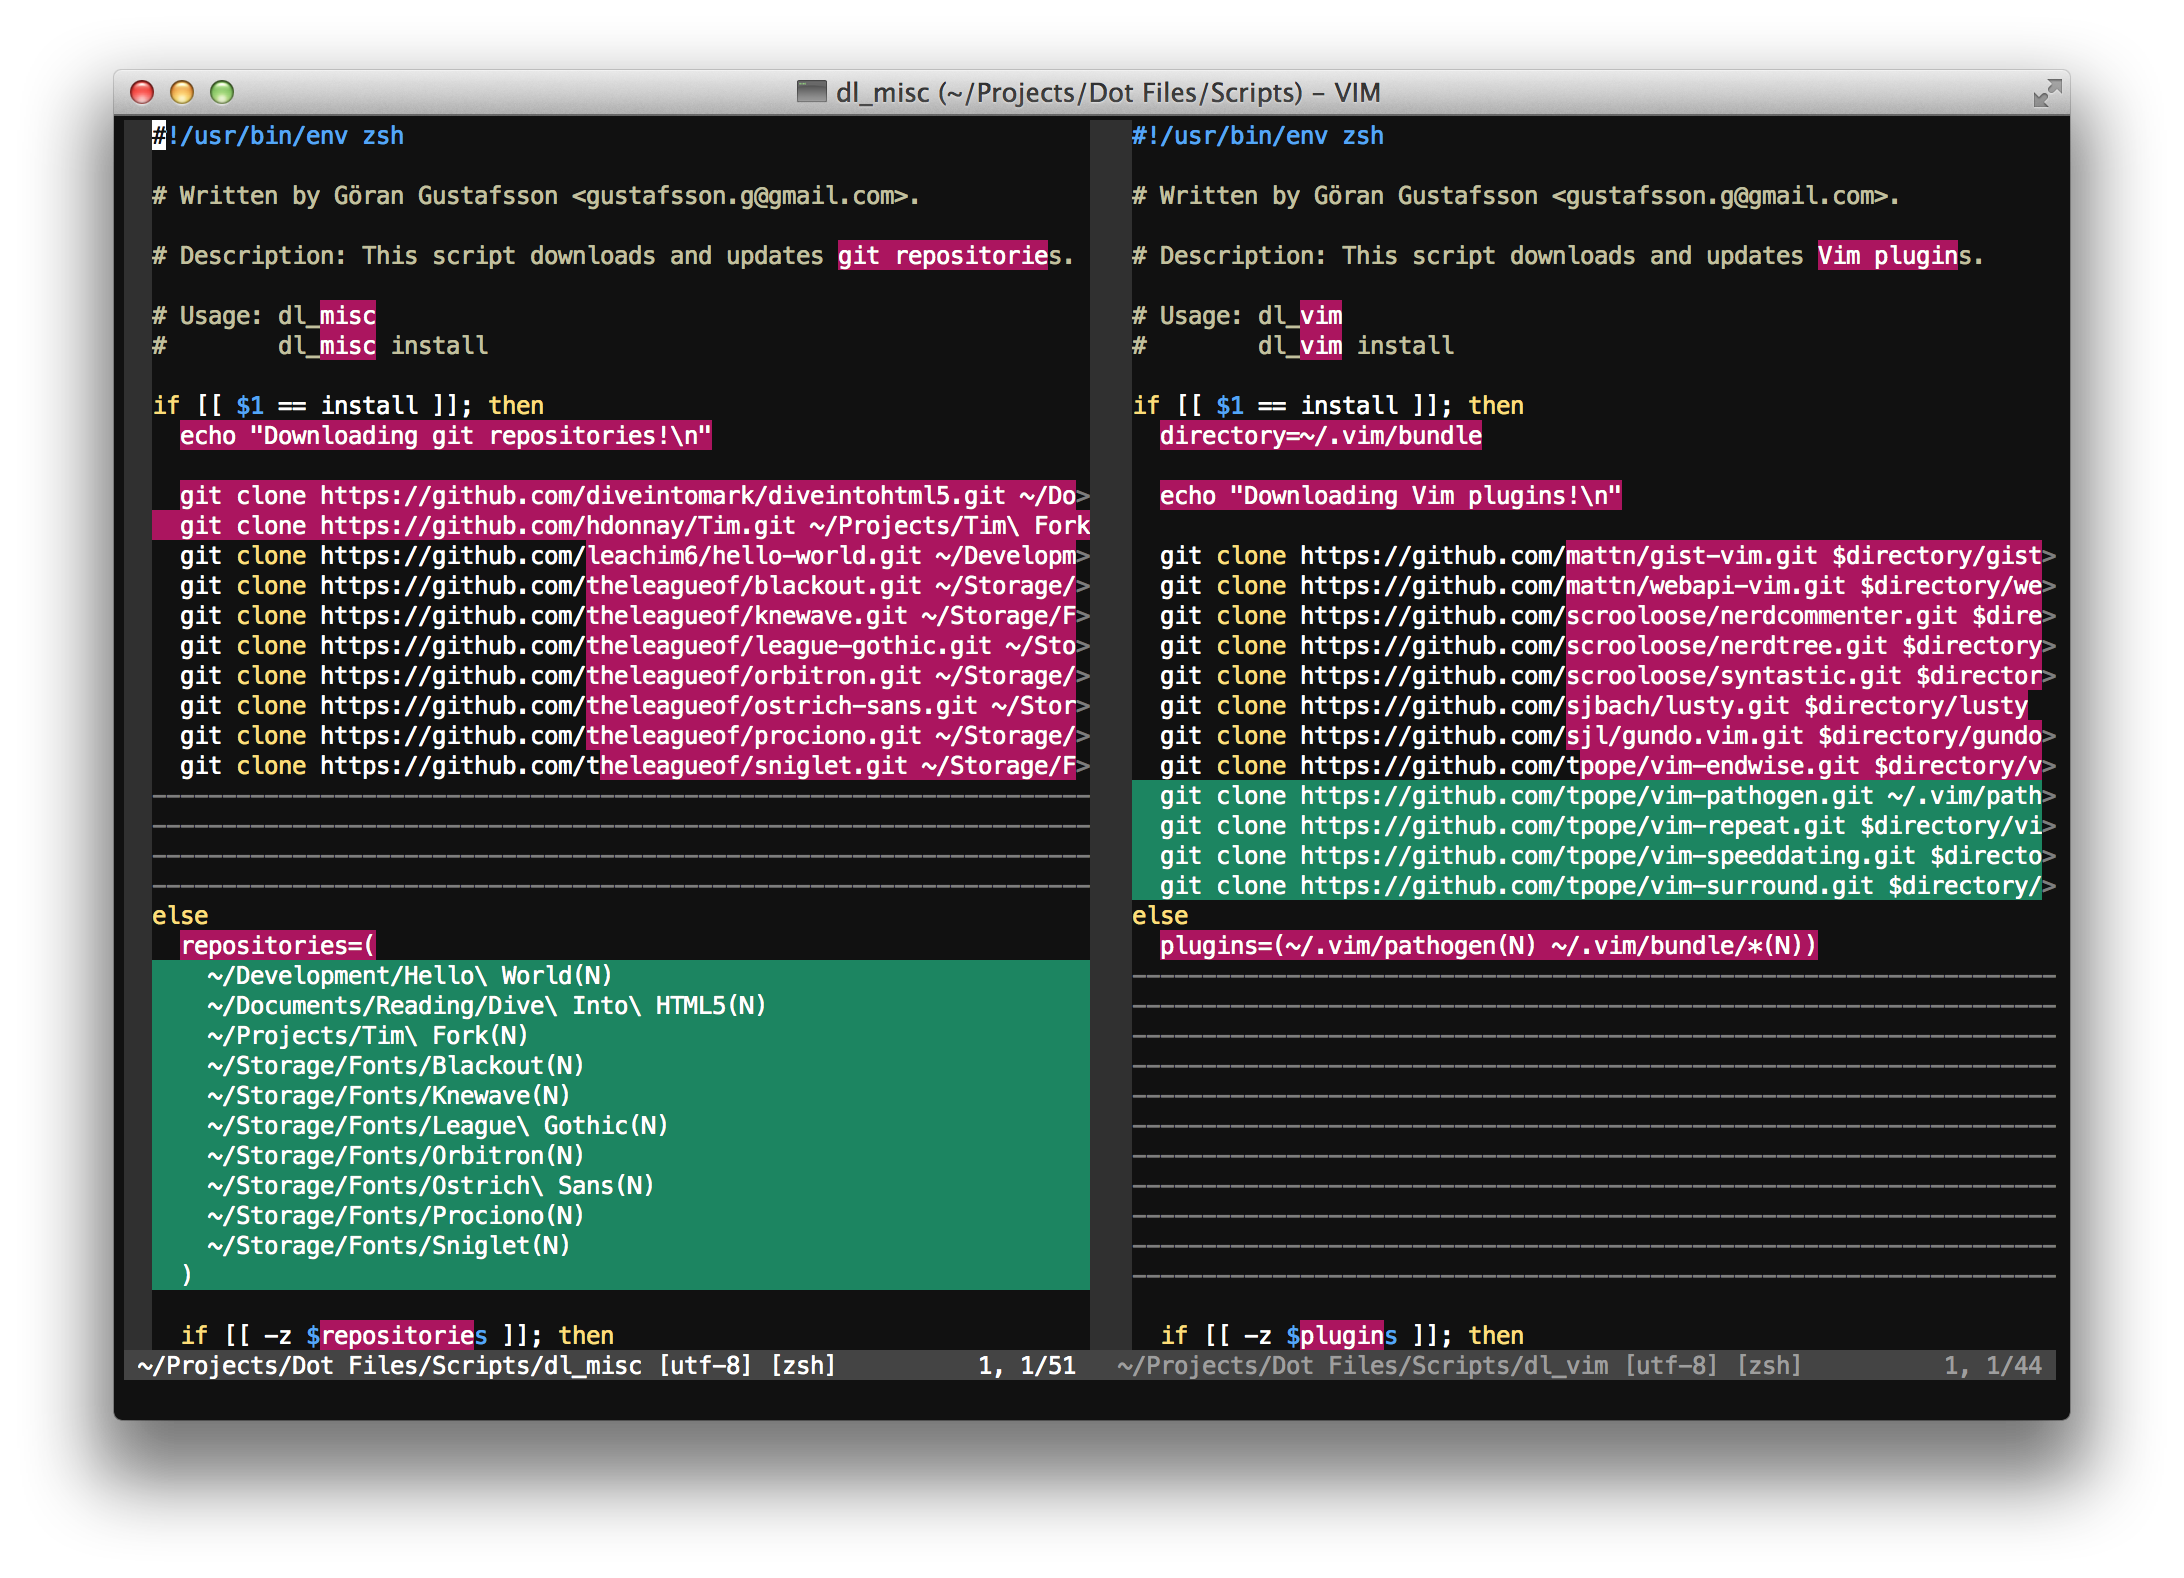 dl_misc (~/Projects/Dot Files/Scripts) – VIM
#!/usr/bin/env zsh
# Written by Göran Gustafsson <gustafsson.g@gmail.com>.
# Description: This script downloads and updates git repositories.
# Usage: dl_misc
#        dl_misc install
if [[ $1 == install ]]; then
  echo "Downloading git repositories!\n"
  git clone https://github.com/diveintomark/diveintohtml5.git ~/Do>
  git clone https://github.com/hdonnay/Tim.git ~/Projects/Tim\ Fork
  git clone https://github.com/leachim6/hello-world.git ~/Developm>
  git clone https://github.com/theleagueof/blackout.git ~/Storage/>
  git clone https://github.com/theleagueof/knewave.git ~/Storage/F>
  git clone https://github.com/theleagueof/league-gothic.git ~/Sto>
  git clone https://github.com/theleagueof/orbitron.git ~/Storage/>
  git clone https://github.com/theleagueof/ostrich-sans.git ~/Stor>
  git clone https://github.com/theleagueof/prociono.git ~/Storage/>
  git clone https://github.com/theleagueof/sniglet.git ~/Storage/F>
else
  repositories=(
    ~/Development/Hello\ World(N)
    ~/Documents/Reading/Dive\ Into\ HTML5(N)
    ~/Projects/Tim\ Fork(N)
    ~/Storage/Fonts/Blackout(N)
    ~/Storage/Fonts/Knewave(N)
    ~/Storage/Fonts/League\ Gothic(N)
    ~/Storage/Fonts/Orbitron(N)
    ~/Storage/Fonts/Ostrich\ Sans(N)
    ~/Storage/Fonts/Prociono(N)
    ~/Storage/Fonts/Sniglet(N)
  )
  if [[ -z $repositories ]]; then
~/Projects/Dot Files/Scripts/dl_misc [utf-8] [zsh] 1, 1/51
#!/usr/bin/env zsh
# Written by Göran Gustafsson <gustafsson.g@gmail.com>.
# Description: This script downloads and updates Vim plugins.
# Usage: dl_vim
#        dl_vim install
if [[ $1 == install ]]; then
  directory=~/.vim/bundle
  echo "Downloading Vim plugins!\n"
  git clone https://github.com/mattn/gist-vim.git $directory/gist>
  git clone https://github.com/mattn/webapi-vim.git $directory/we>
  git clone https://github.com/scrooloose/nerdcommenter.git $dire>
  git clone https://github.com/scrooloose/nerdtree.git $directory>
  git clone https://github.com/scrooloose/syntastic.git $director>
  git clone https://github.com/sjbach/lusty.git $directory/lusty
  git clone https://github.com/sjl/gundo.vim.git $directory/gundo>
  git clone https://github.com/tpope/vim-endwise.git $directory/v>
  git clone https://github.com/tpope/vim-pathogen.git ~/.vim/path>
  git clone https://github.com/tpope/vim-repeat.git $directory/vi>
  git clone https://github.com/tpope/vim-speeddating.git $directo>
  git clone https://github.com/tpope/vim-surround.git $directory/>
else
  plugins=(~/.vim/pathogen(N) ~/.vim/bundle/*(N))
  if [[ -z $plugins ]]; then
~/Projects/Dot Files/Scripts/dl_vim [utf-8] [zsh] 1, 1/44